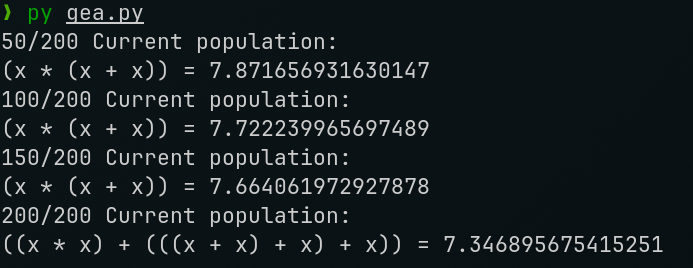 ❯ py gea.py
50/200 Current population:
(x * (x + x)) = 7.871656931630147
100/200 Current population:
(x * (x + x)) = 7.722239965697489
150/200 Current population:
(x * (x + x)) = 7.664061972927878
200/200 Current population:
((x * x) + (((x + x) + x) + x)) = 7.346895675415251